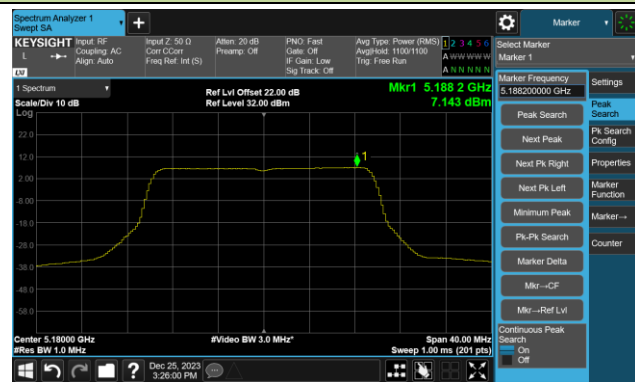 Spectrum Analyzer 1
Swept SA
+
Marker
KEYSIGHT
L
Input: RF
Coupling: AC
Align: Auto
Input Z: 50 Ω
Corr CCorr
Freq Ref: Int (S)
Atten: 20 dB
Preamp: Off
PNO: Fast
Gate: Off
IF Gain: Low
Sig Track: Off
Avg Type: Power (RMS)
Avg|Hold: 1100/1100
Trig: Free Run
1 2 3 4 5 6
A W W W W W
A N N N N N
LXI
Select Marker
Marker 1
1 Spectrum
Scale/Div 10 dB
Log
Ref Lvl Offset 22.00 dB
Ref Level 32.00 dBm
Mkr1 5.188 2 GHz
7.143 dBm
22.0
12.0
2.00
-8.00
-18.0
-28.0
-38.0
-48.0
-58.0
1
Center 5.18000 GHz
#Res BW 1.0 MHz
#Video BW 3.0 MHz*
Span 40.00 MHz
Sweep 1.00 ms (201 pts)
Marker Frequency
5.188200000 GHz
Peak Search
Next Peak
Next Pk Right
Next Pk Left
Minimum Peak
Pk-Pk Search
Marker Delta
Mkr→CF
Mkr→Ref Lvl
Continuous Peak
Search
On
Off
Settings
Peak
Search
Pk Search
Config
Properties
Marker
Function
Marker→
Counter
?
Dec 25, 2023
3:26:00 PM